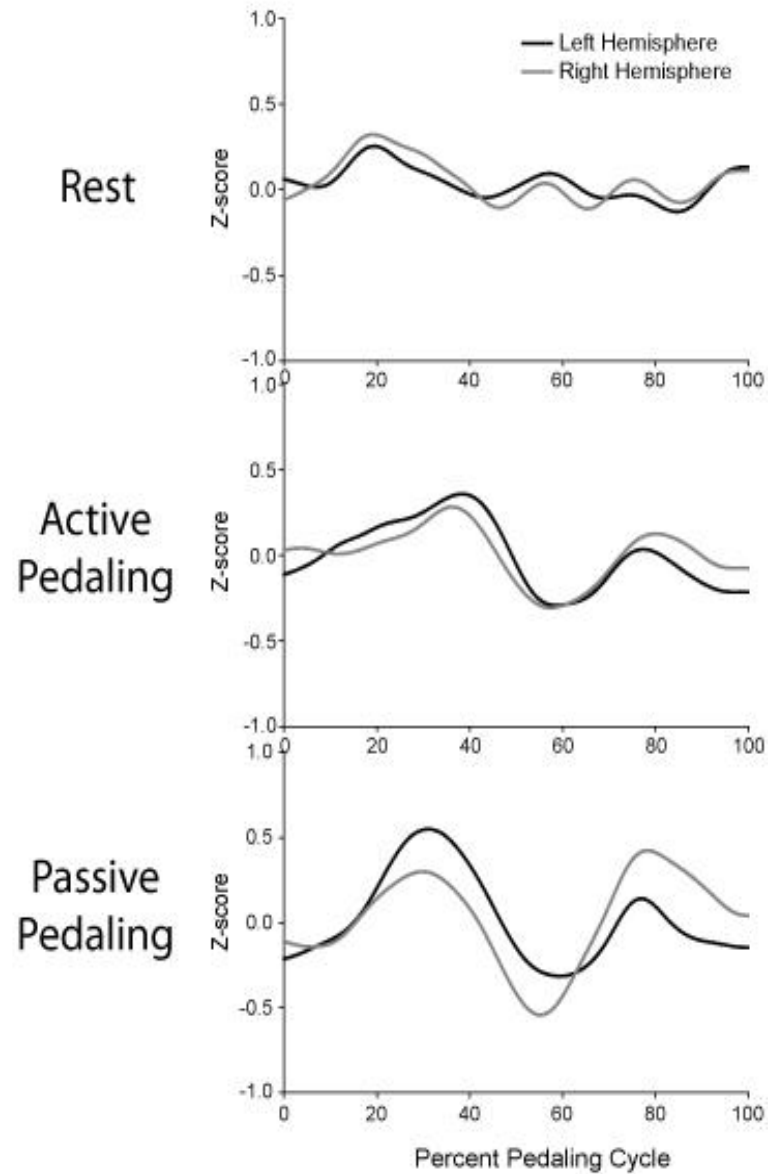 1.0
Left Hemisphere
Right Hemisphere
0.5
Rest
Z-score
0.0
-0.5
-1.0
0 20 40 60 80 100
1.0
0.5
Active
Pedaling
Z-score
0.0
-0.5
-1.0
0 20 40 60 80 100
1.0
0.5
Passive
Pedaling
Z-score
0.0
-0.5
-1.0
0 20 40 60 80 100
Percent Pedaling Cycle